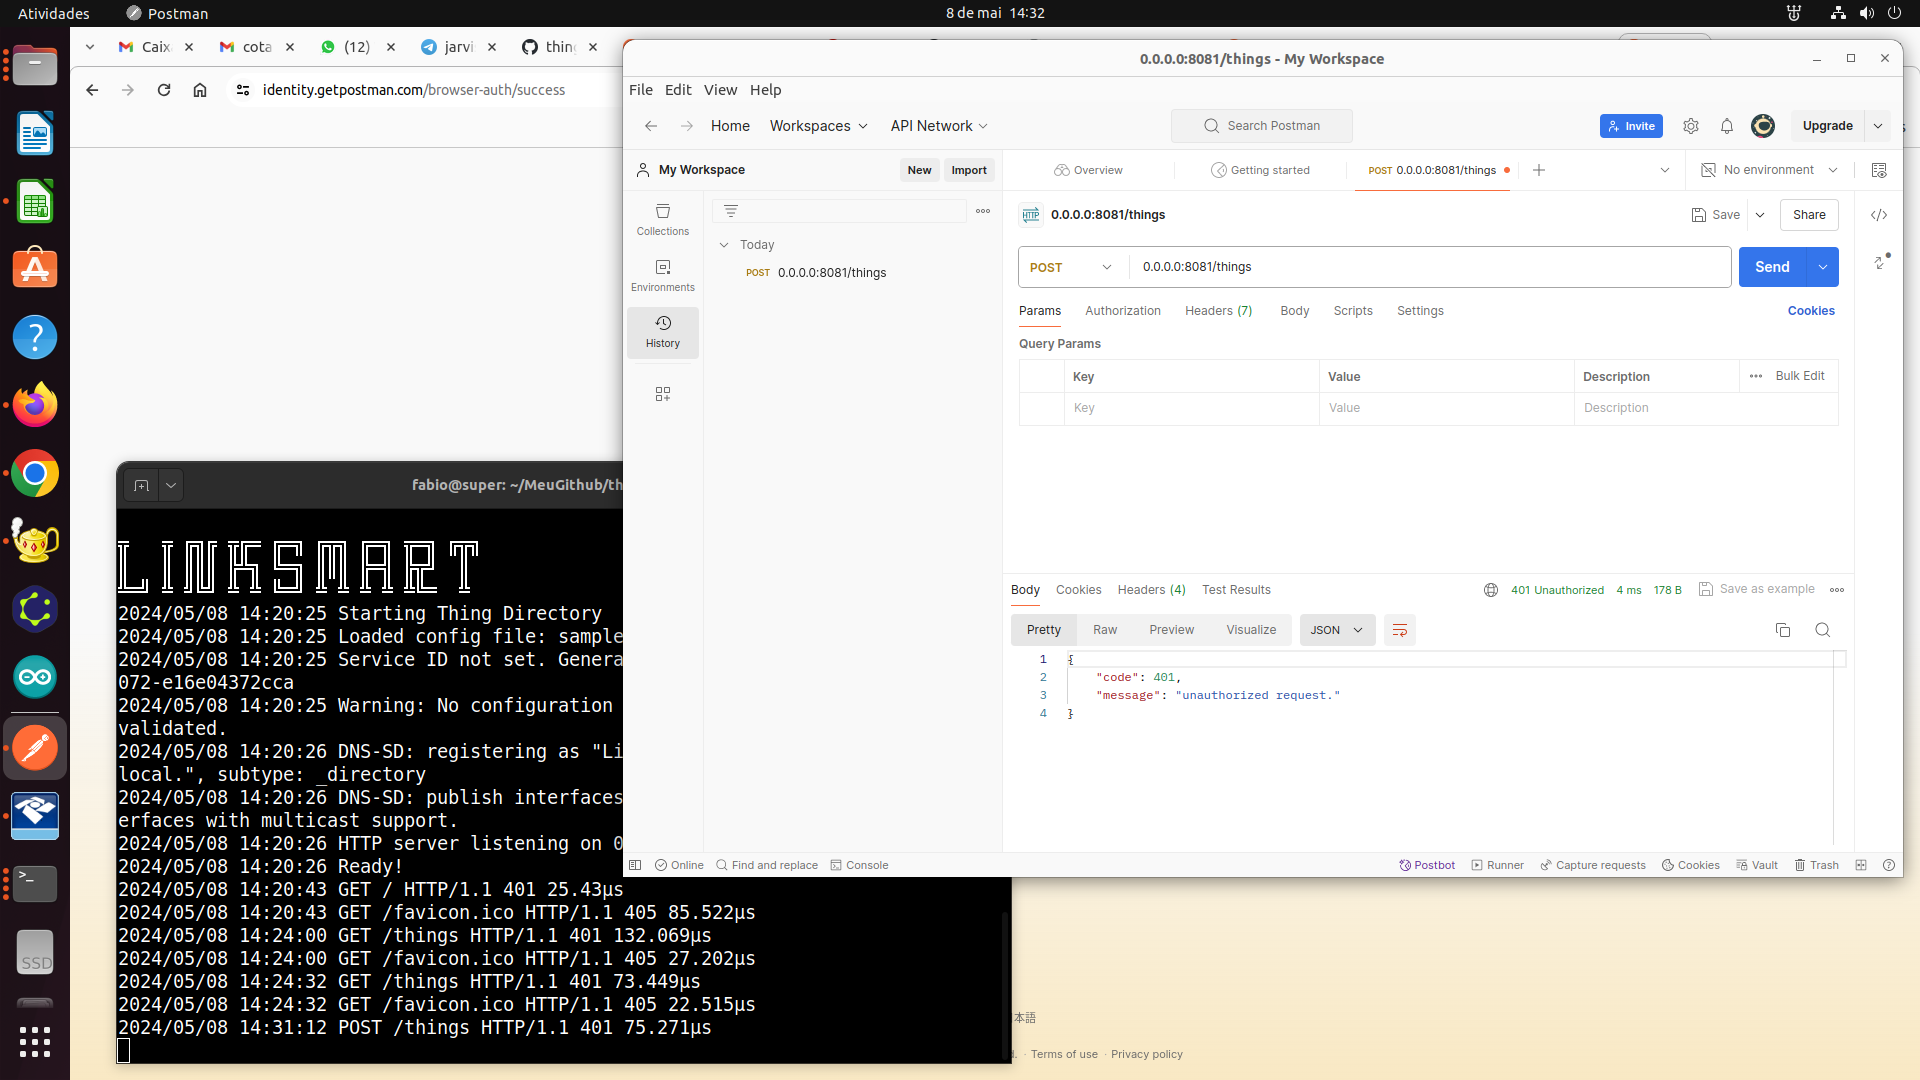 Atividades
Postman
8 de mai 14:32
Caix
cota
(12)
jarvi
thin
identity.getpostman.com/browser-auth/success
0.0.0.0:8081/things - My Workspace
File Edit View Help
Home Workspaces API Network
Search Postman
Invite
Upgrade
My Workspace
New Import
Overview
Getting started
POST 0.0.0.0:8081/things
No environment
Collections
Environments
History
Today
POST 0.0.0.0:8081/things
HTTP 0.0.0.0:8081/things
Save
Share
POST 0.0.0.0:8081/things
Send
Params Authorization Headers (7) Body Scripts Settings
Cookies
Query Params
Key Value Description Bulk Edit
Key Value Description
Body Cookies Headers (4) Test Results
401 Unauthorized 4 ms 178 B Save as example
Pretty Raw Preview Visualize JSON
1 {
2 "code": 401,
3 "message": "unauthorized request."
4 }
Online Find and replace Console
Postbot Runner Capture requests Cookies Vault Trash
fabio@super: ~/MeuGithub/th
LINKSMART
2024/05/08 14:20:25 Starting Thing Directory
2024/05/08 14:20:25 Loaded config file: sample
2024/05/08 14:20:25 Service ID not set. Genera
072-e16e04372cca
2024/05/08 14:20:25 Warning: No configuration
validated.
2024/05/08 14:20:26 DNS-SD: registering as "Li
local.", subtype: _directory
2024/05/08 14:20:26 DNS-SD: publish interfaces
erfaces with multicast support.
2024/05/08 14:20:26 HTTP server listening on 0
2024/05/08 14:20:26 Ready!
2024/05/08 14:20:43 GET / HTTP/1.1 401 25.43µs
2024/05/08 14:20:43 GET /favicon.ico HTTP/1.1 405 85.522µs
2024/05/08 14:24:00 GET /things HTTP/1.1 401 132.069µs
2024/05/08 14:24:00 GET /favicon.ico HTTP/1.1 405 27.202µs
2024/05/08 14:24:32 GET /things HTTP/1.1 401 73.449µs
2024/05/08 14:24:32 GET /favicon.ico HTTP/1.1 405 22.515µs
2024/05/08 14:31:12 POST /things HTTP/1.1 401 75.271µs
SSD
本語
d. · Terms of use · Privacy policy